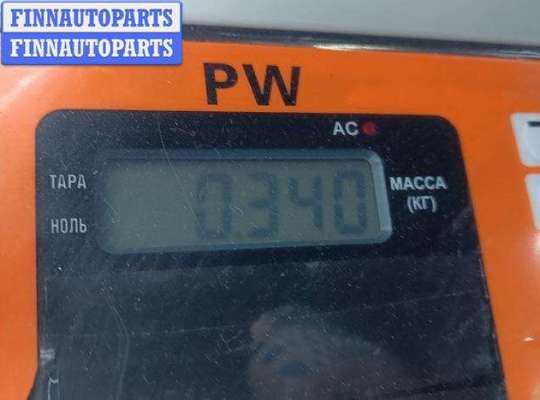 FINNAUTOPARTS
FINNAUTOPARTS
PW
AC
ТАРА
0.340
МАССА
НОЛЬ
(КГ)